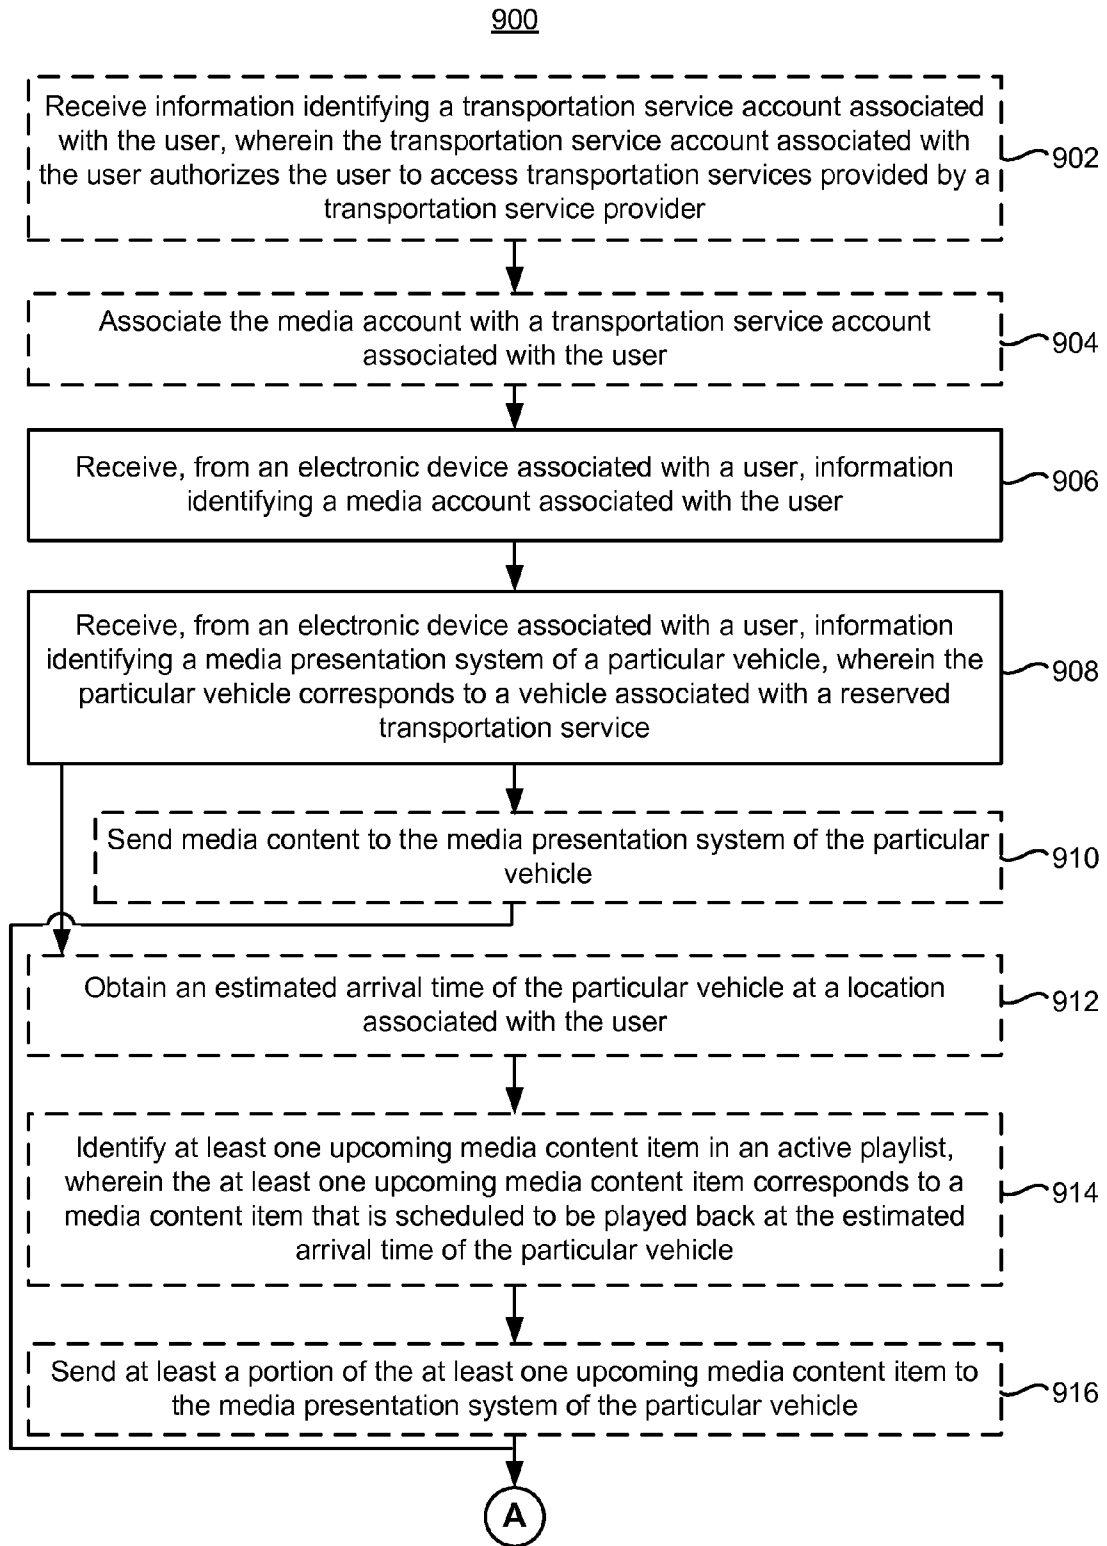 900
Receive information identifying a transportation service account associated
with the user, wherein the transportation service account associated with
the user authorizes the user to access transportation services provided by a
transportation service provider
902
Associate the media account with a transportation service account
associated with the user
904
Receive, from an electronic device associated with a user, information
identifying a media account associated with the user
906
Receive, from an electronic device associated with a user, information
identifying a media presentation system of a particular vehicle, wherein the
particular vehicle corresponds to a vehicle associated with a reserved
transportation service
908
Send media content to the media presentation system of the particular
vehicle
910
Obtain an estimated arrival time of the particular vehicle at a location
associated with the user
912
Identify at least one upcoming media content item in an active playlist,
wherein the at least one upcoming media content item corresponds to a
media content item that is scheduled to be played back at the estimated
arrival time of the particular vehicle
914
Send at least a portion of the at least one upcoming media content item to
the media presentation system of the particular vehicle
916
A